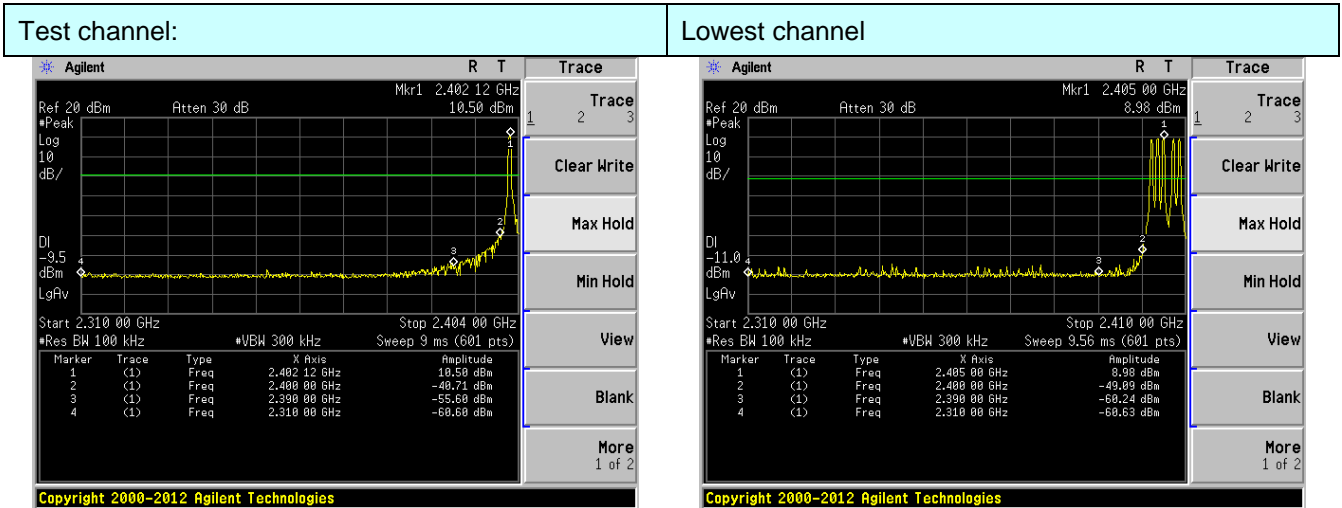 Test channel:
Lowest channel
Agilent R T Trace
Mkr1 2.402 12 GHz
Ref 20 dBm Atten 30 dB 10.50 dBm
#Peak
Log
10
dB/
1
2
3
4
DI
-9.5
dBm
LgAv
Start 2.310 00 GHz Stop 2.404 00 GHz
#Res BW 100 kHz #VBW 300 kHz Sweep 9 ms (601 pts)
Marker Trace Type X Axis Amplitude
1 (1) Freq 2.402 12 GHz 10.50 dBm
2 (1) Freq 2.400 00 GHz -40.71 dBm
3 (1) Freq 2.390 00 GHz -55.60 dBm
4 (1) Freq 2.310 00 GHz -60.60 dBm
Trace
1 2 3
Clear Write
Max Hold
Min Hold
View
Blank
More
1 of 2
Copyright 2000-2012 Agilent Technologies
Agilent R T Trace
Mkr1 2.405 00 GHz
Ref 20 dBm Atten 30 dB 8.98 dBm
#Peak
Log
10
dB/
1
2
3
4
DI
-11.0
dBm
LgAv
Start 2.310 00 GHz Stop 2.410 00 GHz
#Res BW 100 kHz #VBW 300 kHz Sweep 9.56 ms (601 pts)
Marker Trace Type X Axis Amplitude
1 (1) Freq 2.405 00 GHz 8.98 dBm
2 (1) Freq 2.400 00 GHz -49.09 dBm
3 (1) Freq 2.390 00 GHz -60.24 dBm
4 (1) Freq 2.310 00 GHz -60.63 dBm
Trace
1 2 3
Clear Write
Max Hold
Min Hold
View
Blank
More
1 of 2
Copyright 2000-2012 Agilent Technologies